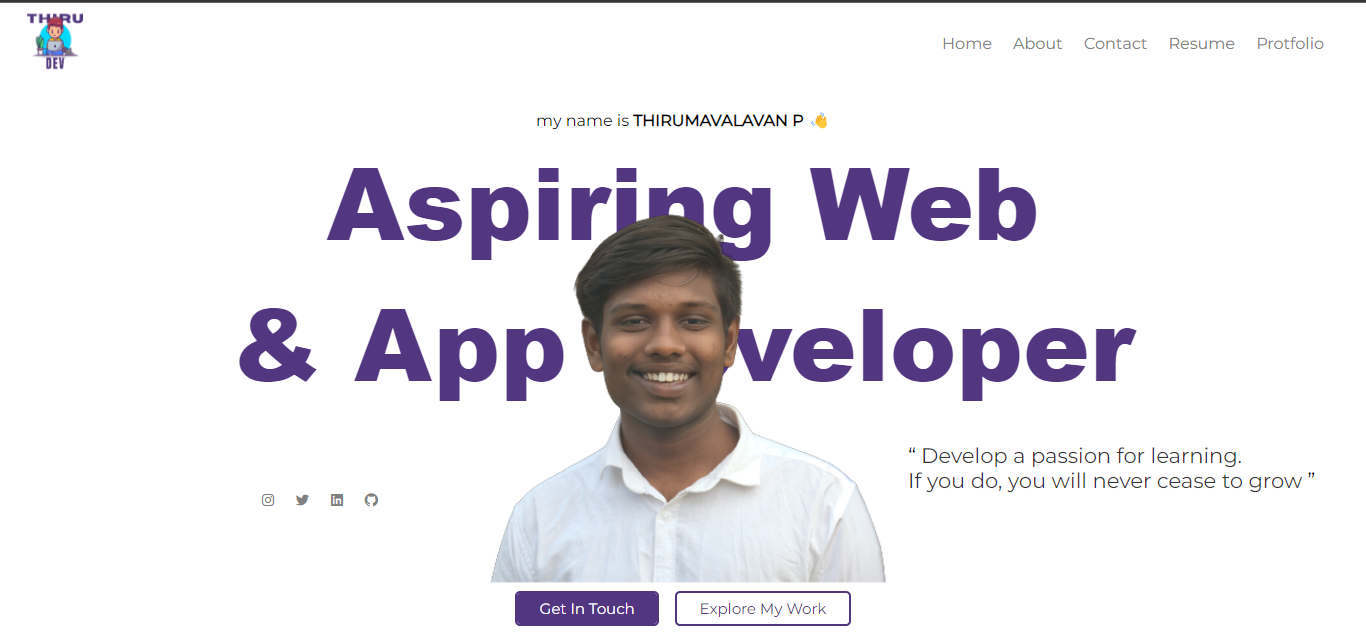 THIRU
DEV
Home About Contact Resume Protfolio
my name is THIRUMAVALAVAN P 👋
Aspiring Web
& App veloper
“ Develop a passion for learning.
If you do, you will never cease to grow ”
Get In Touch Explore My Work